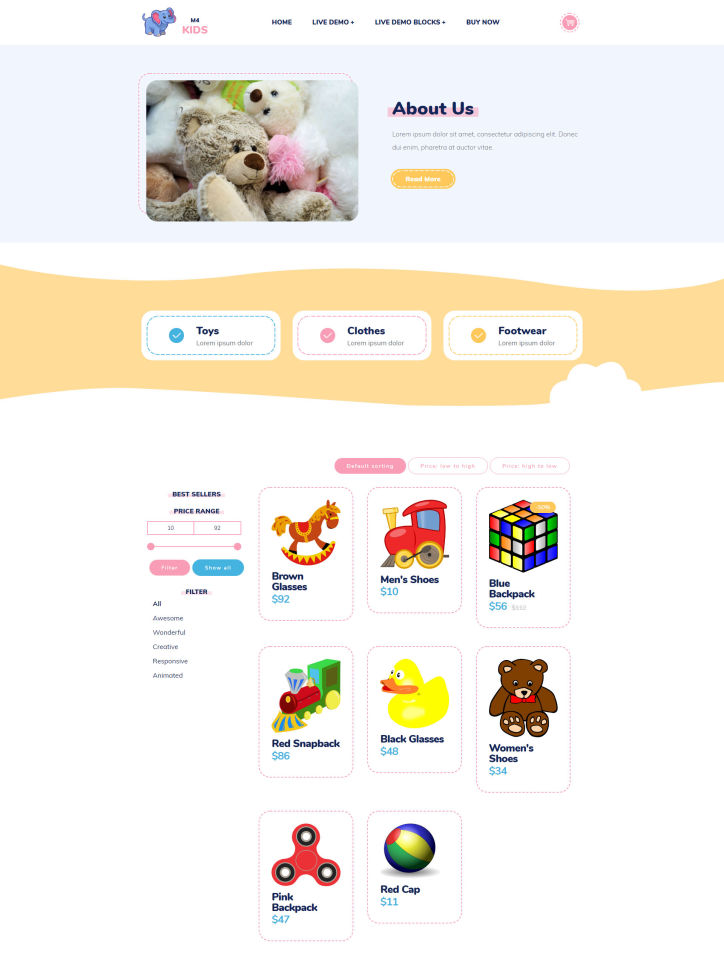 M4
KIDS
HOME
LIVE DEMO +
LIVE DEMO BLOCKS +
BUY NOW
About Us
Lorem ipsum dolor sit amet, consectetur adipiscing elit. Donec
dui enim, pharetra at auctor vitae.
Read More
Toys
Lorem ipsum dolor
Clothes
Lorem ipsum dolor
Footwear
Lorem ipsum dolor
Default sorting
Price: low to high
Price: high to low
BEST SELLERS
PRICE RANGE
10
92
Filter
Show all
FILTER
All
Awesome
Wonderful
Creative
Responsive
Animated
Brown
Glasses
$92
Men's Shoes
$10
-50%
Blue
Backpack
$56
Red Snapback
$86
Black Glasses
$48
Women's
Shoes
$34
Pink
Backpack
$47
Red Cap
$11